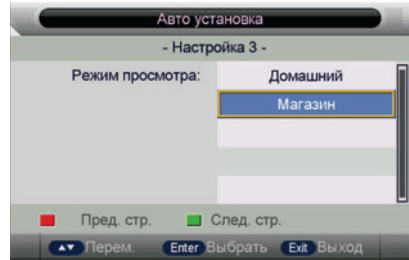 Авто установка
- Настройка 3 -
Режим просмотра: Домашний
Магазин
Пред. стр. След. стр.
Перем. Enter Выбрать Exit Выход